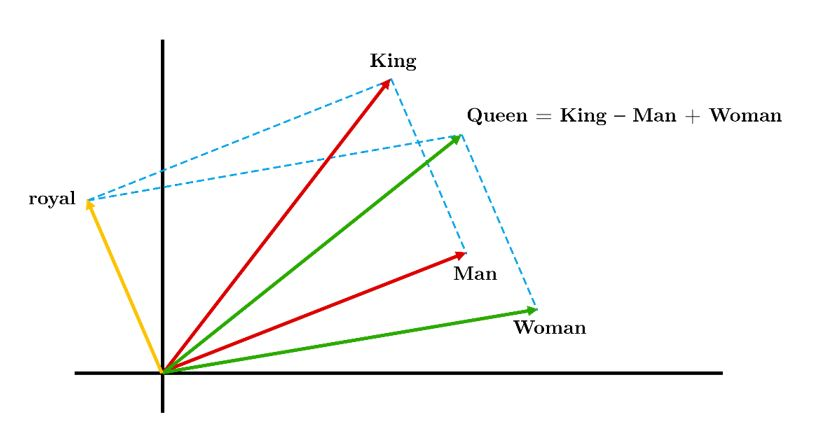 King
Queen = King – Man + Woman
royal
Man
Woman